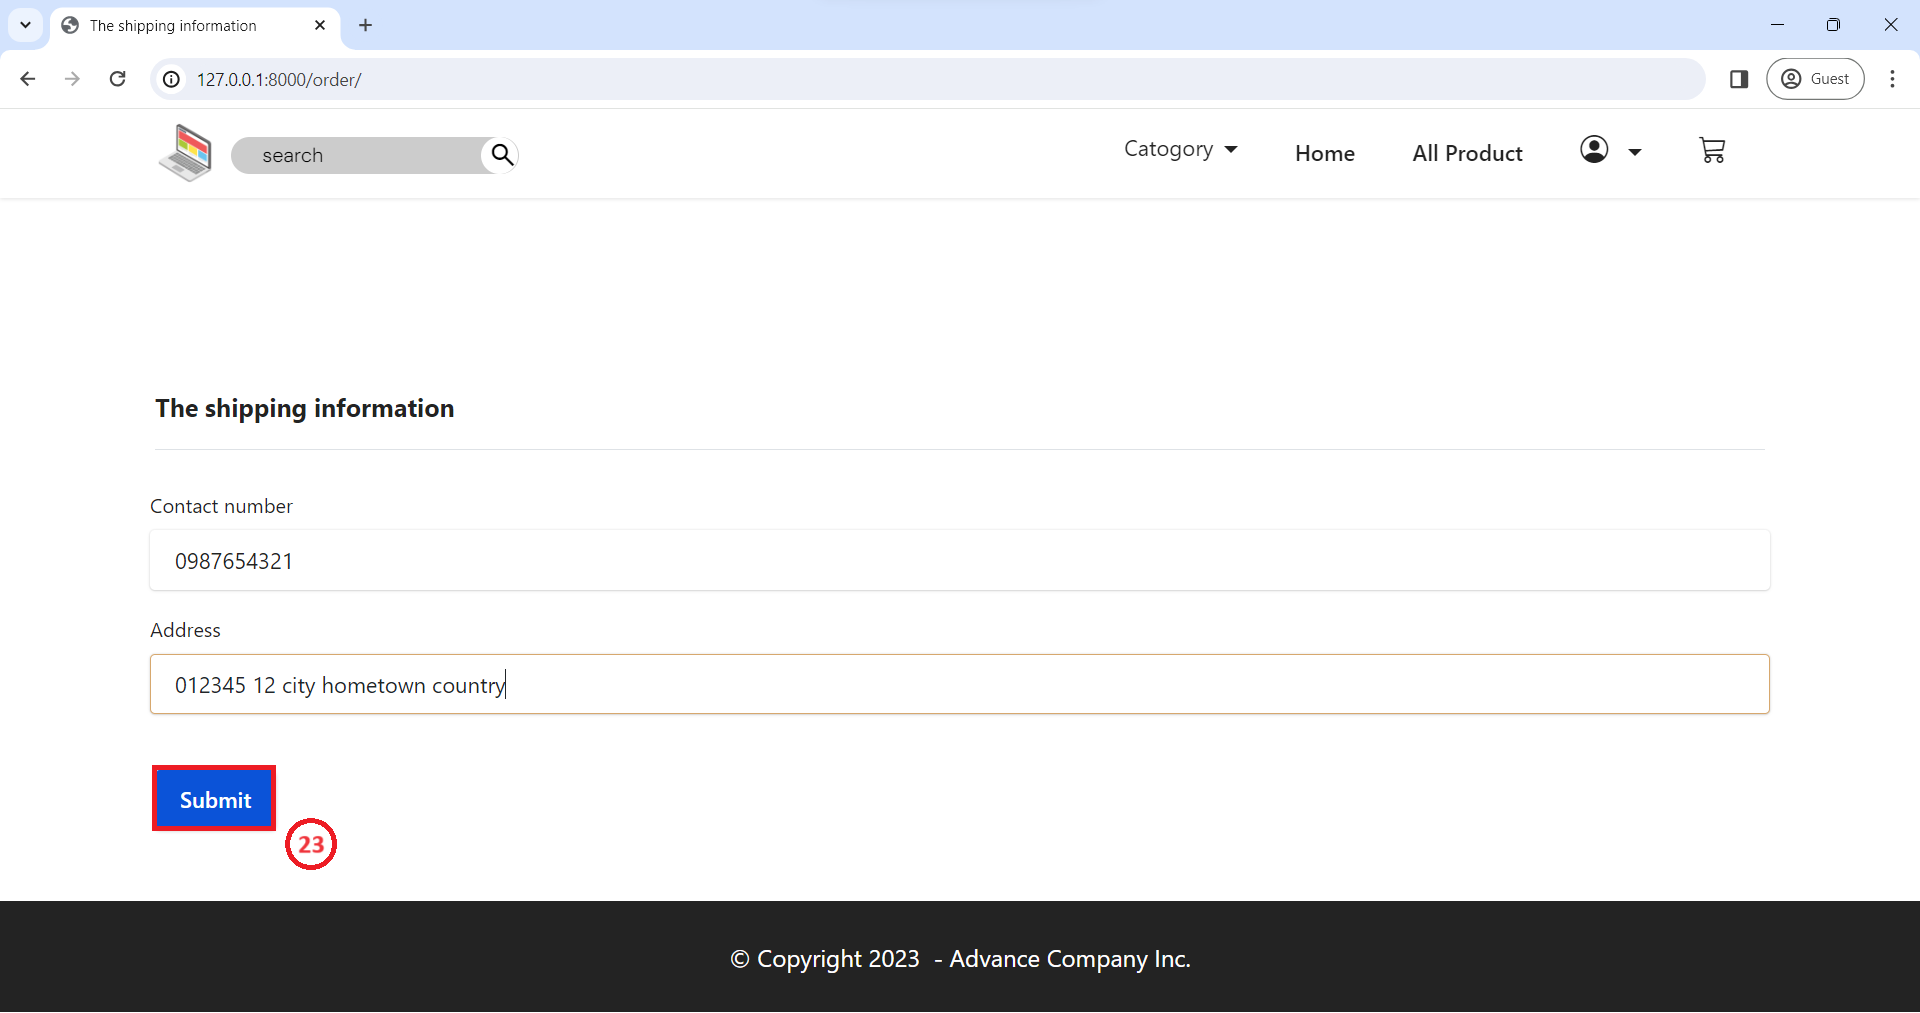 The shipping information
127.0.0.1:8000/order/
Guest
search
Catogory
Home
All Product
The shipping information
Contact number
0987654321
Address
012345 12 city hometown country
Submit
23
© Copyright 2023 - Advance Company Inc.